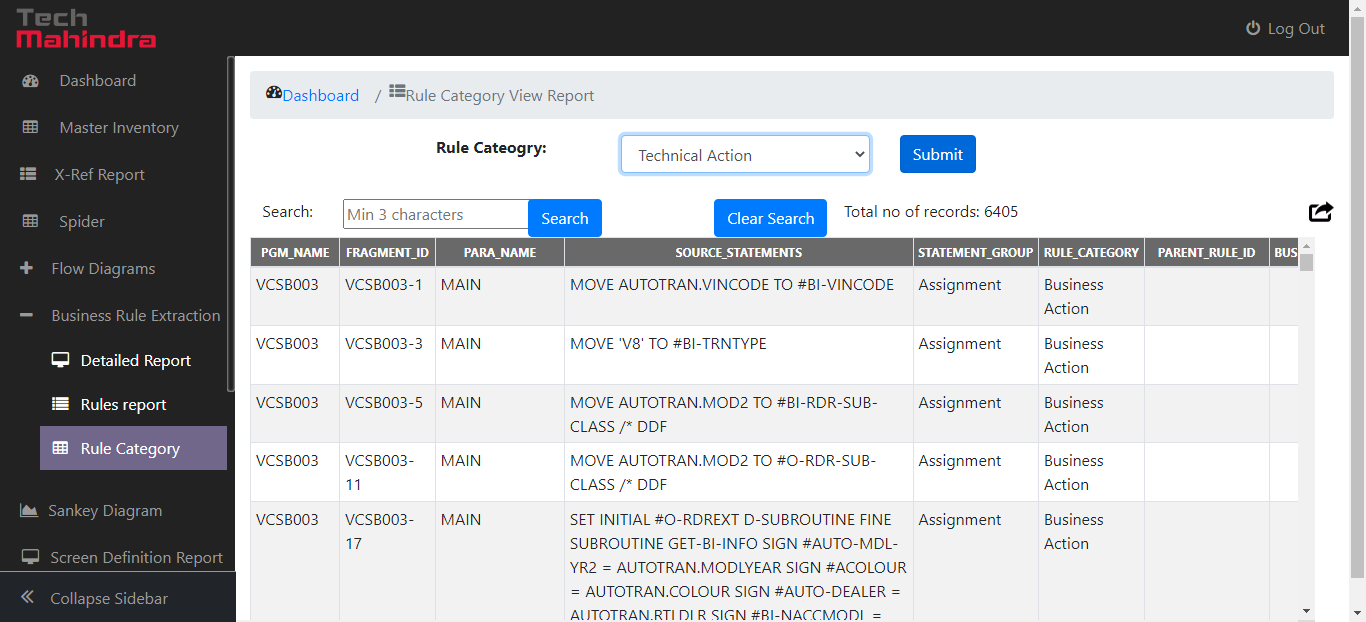 Tech
Mahindra
Log Out
Dashboard
Master Inventory
X-Ref Report
Spider
Flow Diagrams
Business Rule Extraction
Detailed Report
Rules report
Rule Category
Sankey Diagram
Screen Definition Report
Collapse Sidebar
Dashboard / Rule Category View Report
Rule Cateogry: Technical Action Submit
Search: Min 3 characters Search Clear Search Total no of records: 6405
PGM_NAME FRAGMENT_ID PARA_NAME SOURCE_STATEMENTS STATEMENT_GROUP RULE_CATEGORY PARENT_RULE_ID BUS
VCSB003 VCSB003-1 MAIN MOVE AUTOTRAN.VINCODE TO #BI-VINCODE Assignment Business
Action
VCSB003 VCSB003-3 MAIN MOVE 'V8' TO #BI-TRNTYPE Assignment Business
Action
VCSB003 VCSB003-5 MAIN MOVE AUTOTRAN.MOD2 TO #BI-RDR-SUB- Assignment Business
CLASS /* DDF Action
VCSB003 VCSB003- MAIN MOVE AUTOTRAN.MOD2 TO #O-RDR-SUB- Assignment Business
11 CLASS /* DDF Action
VCSB003 VCSB003- MAIN SET INITIAL #O-RDREXT D-SUBROUTINE FINE Assignment Business
17 SUBROUTINE GET-BI-INFO SIGN #AUTO-MDL- Action
YR2 = AUTOTRAN.MODLYEAR SIGN #ACOLOUR
= AUTOTRAN.COLOUR SIGN #AUTO-DEALER =
AUTOTRAN.RTLDLR SIGN #BI-NACCMODL =